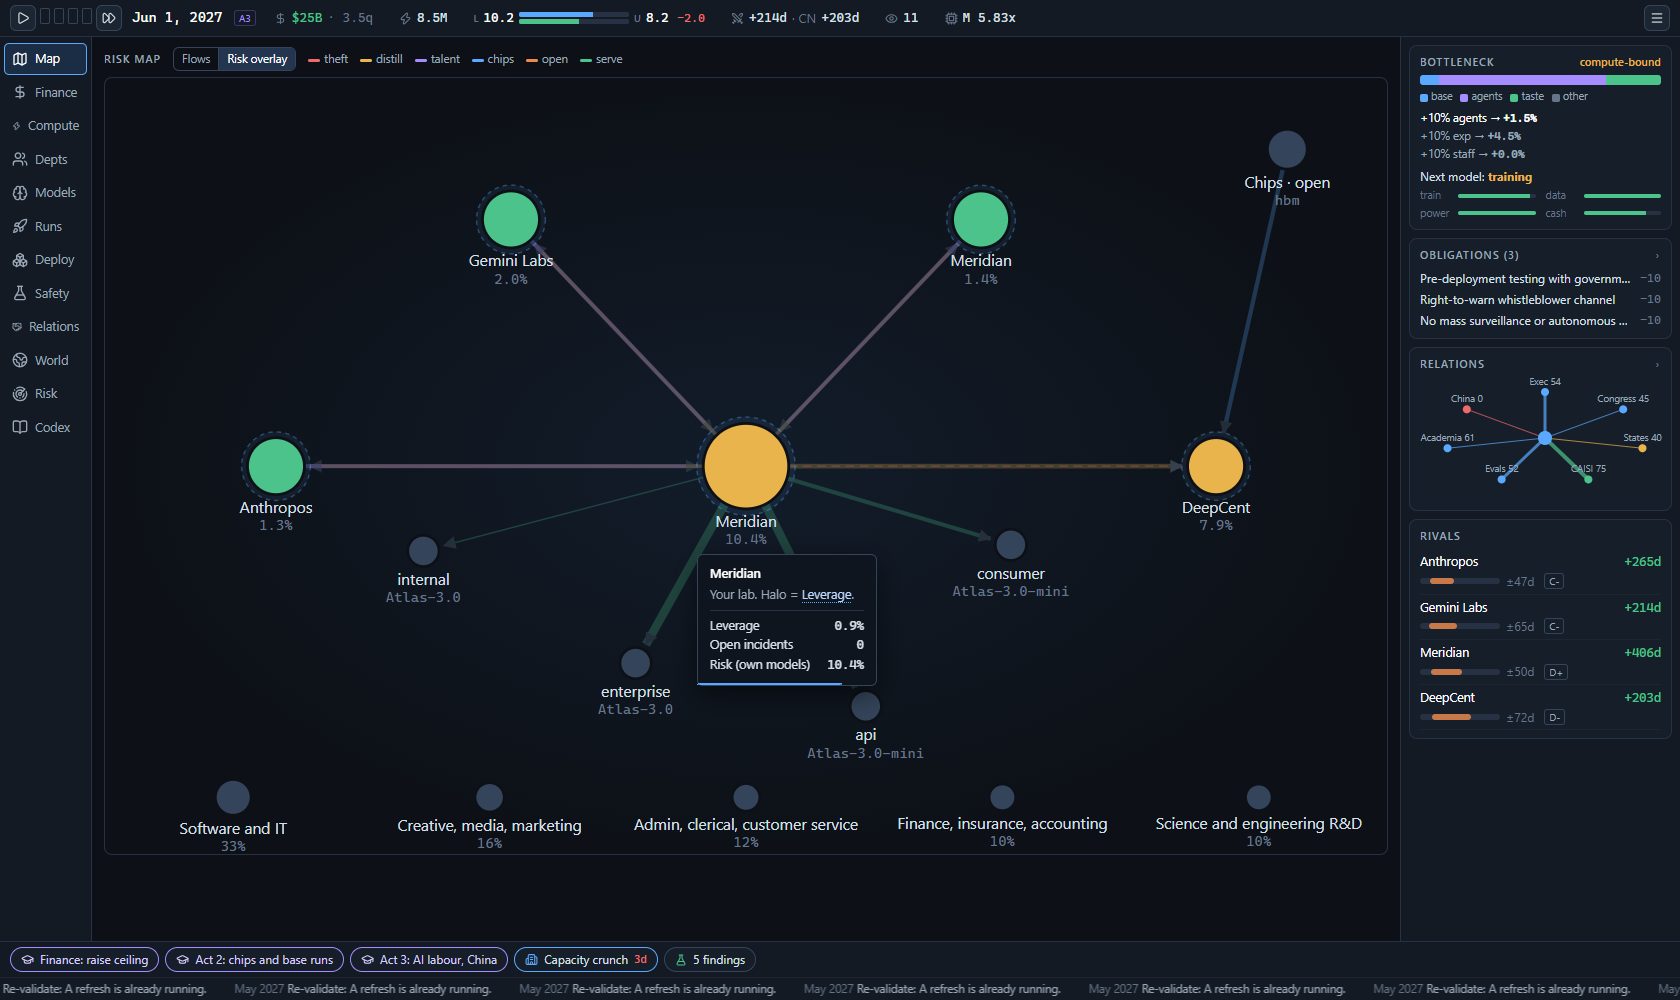 Jun 1, 2027 A3 $25B · 3.5q 8.5M L 10.2 U 8.2 −2.0 +214d · CN +203d 11 M 5.83x
Map
Finance
Compute
Depts
Models
Runs
Deploy
Safety
Relations
World
Risk
Codex
RISK MAP Flows Risk overlay theft distill talent chips open serve
Chips · open
hbm
Gemini Labs
2.0%
Meridian
1.4%
Anthropos
1.3%
Meridian
10.4%
DeepCent
7.9%
internal
Atlas-3.0
consumer
Atlas-3.0-mini
Meridian
Your lab. Halo = Leverage.
Leverage 0.9%
Open incidents 0
Risk (own models) 10.4%
enterprise
Atlas-3.0
api
Atlas-3.0-mini
Software and IT
33%
Creative, media, marketing
16%
Admin, clerical, customer service
12%
Finance, insurance, accounting
10%
Science and engineering R&D
10%
BOTTLENECK compute-bound
base agents taste other
+10% agents → +1.5%
+10% exp → +4.5%
+10% staff → +0.0%
Next model: training
train data
power cash
OBLIGATIONS (3) ›
Pre-deployment testing with governm... −10
Right-to-warn whistleblower channel −10
No mass surveillance or autonomous ... −10
RELATIONS ›
Exec 54
China 0
Congress 45
Academia 61
States 40
Evals 52
CAISI 75
RIVALS
Anthropos +265d
±47d C-
Gemini Labs +214d
±65d C-
Meridian +406d
±50d D+
DeepCent +203d
±72d D-
Finance: raise ceiling Act 2: chips and base runs Act 3: AI labour, China Capacity crunch 3d 5 findings
Re-validate: A refresh is already running. May 2027 Re-validate: A refresh is already running. May 2027 Re-validate: A refresh is already running. May 2027 Re-validate: A refresh is already running. May 2027 Re-validate: A refresh is already running. May 2027 Re-validate: A refresh is already running. Ma